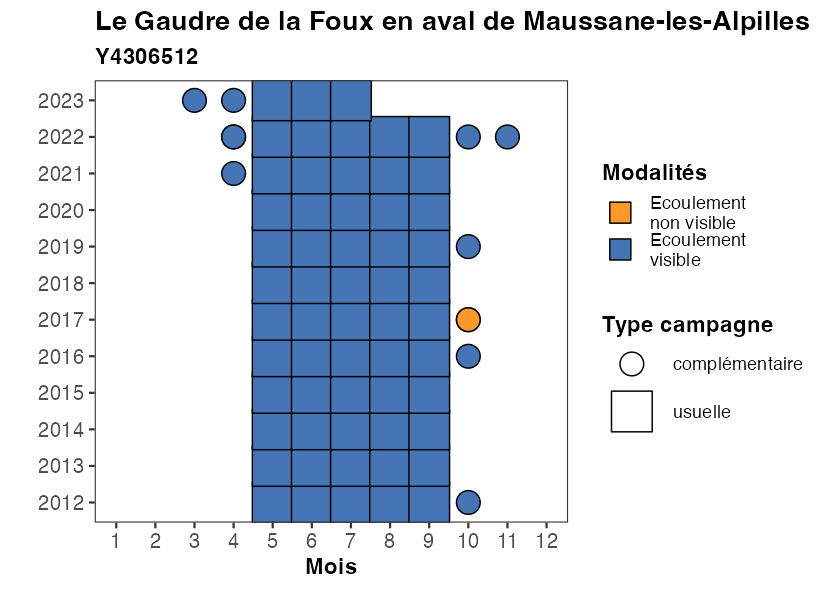 Le Gaudre de la Foux en aval de Maussane-les-Alpilles
Y4306512
2023
2022
2021
2020
2019
2018
2017
2016
2015
2014
2013
2012
1 2 3 4 5 6 7 8 9 10 11 12
Mois
Modalités
Ecoulement
non visible
Ecoulement
visible
Type campagne
complémentaire
usuelle